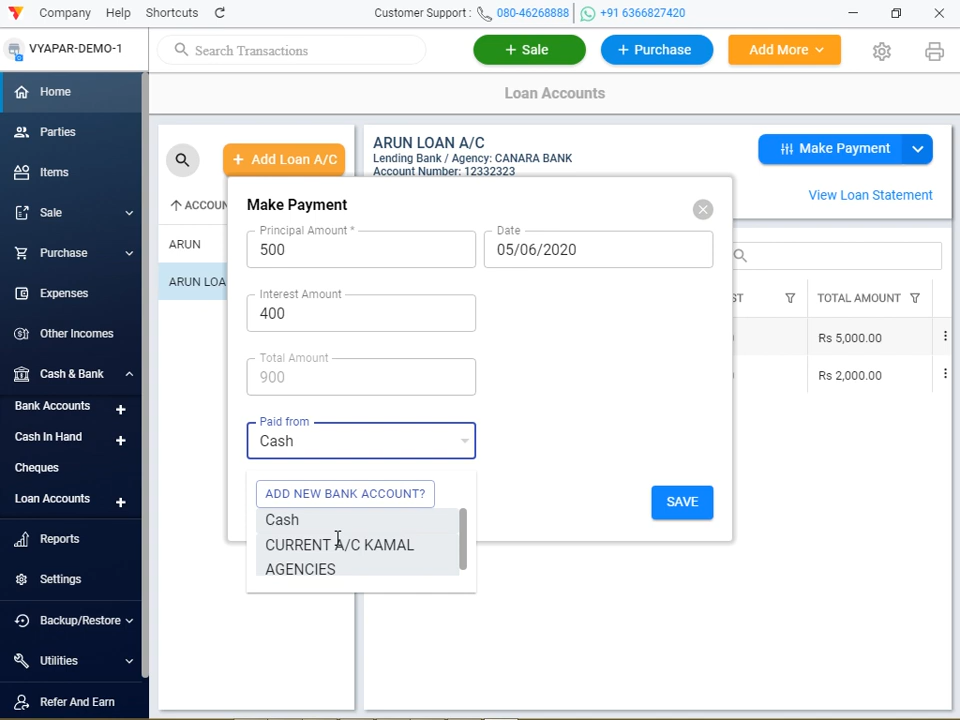 Company Help Shortcuts Customer Support : 080-46268888 +91 6366827420
VYAPAR-DEMO-1 Search Transactions + Sale + Purchase Add More
Home
Parties
Items
Sale
Purchase
Expenses
Other Incomes
Cash & Bank
Bank Accounts +
Cash In Hand +
Cheques
Loan Accounts +
Reports
Settings
Backup/Restore
Utilities
Refer And Earn
Loan Accounts
+ Add Loan A/C
ACCOUN
ARUN
ARUN LOA
ARUN LOAN A/C
Lending Bank / Agency: CANARA BANK
Account Number: 12332323
Make Payment
View Loan Statement
ST TOTAL AMOUNT
Rs 5,000.00
Rs 2,000.00
Make Payment
Principal Amount *
500
Date
05/06/2020
Interest Amount
400
Total Amount
900
Paid from
Cash
ADD NEW BANK ACCOUNT?
Cash
CURRENT A/C KAMAL
AGENCIES
SAVE